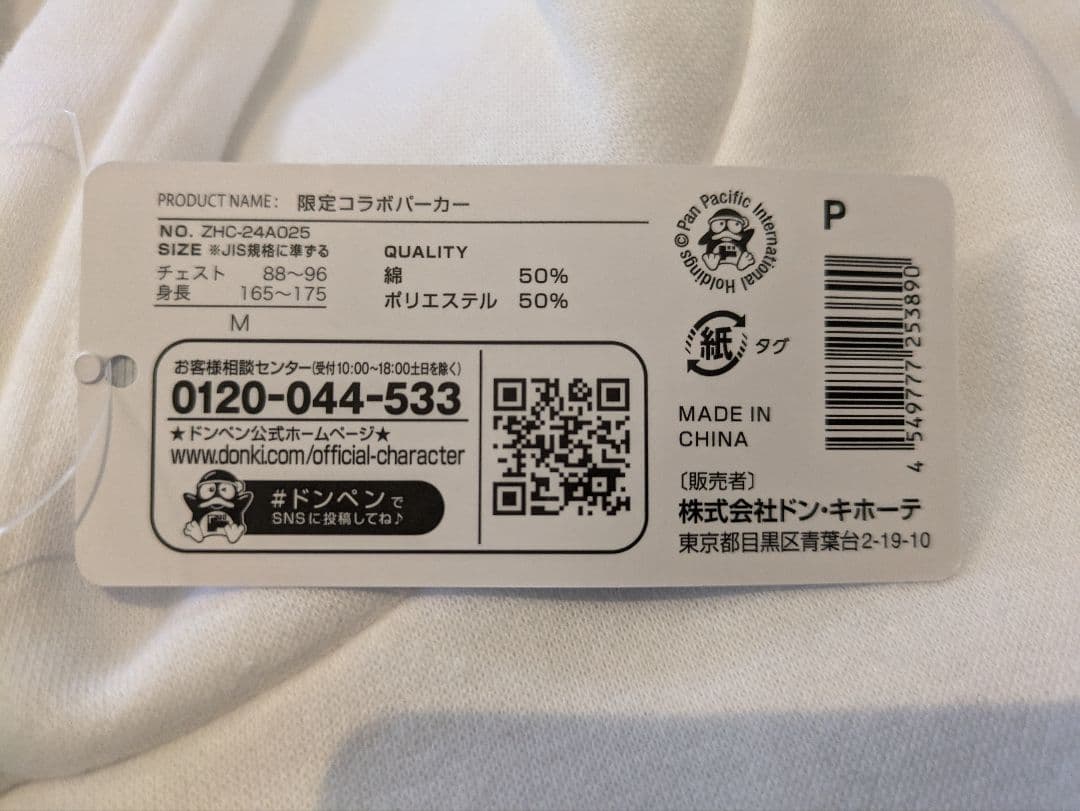 PRODUCT NAME: 限定コラボパーカー
NO. ZHC-24A025
SIZE ※JIS規格に準ずる
チェスト 88〜96
身長 165〜175
M
QUALITY
綿 50%
ポリエステル 50%
お客様相談センター(受付10:00~18:00土日を除く)
0120-044-533
★ドンペン公式ホームページ★
www.donki.com/official-character
#ドンペンで
SNSに投稿してね♪
©Pan Pacific International Holdings
紙 タグ
MADE IN
CHINA
〔販売者〕
株式会社ドン・キホーテ
東京都目黒区青葉台2-19-10
P
4 549777 253890